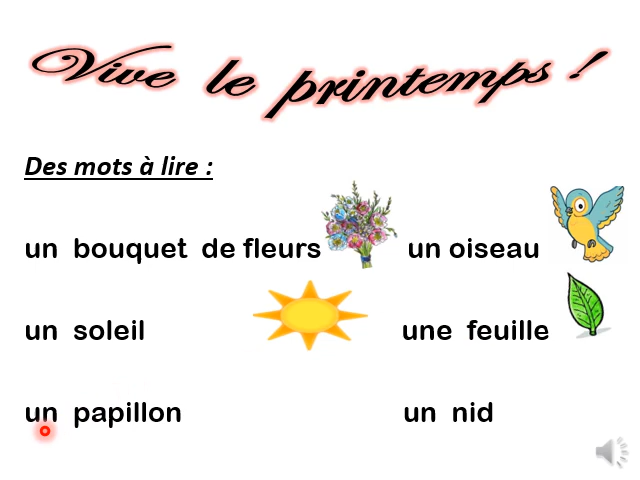 Vive le printemps !
Des mots à lire :
un bouquet de fleurs un oiseau
un soleil une feuille
un papillon un nid